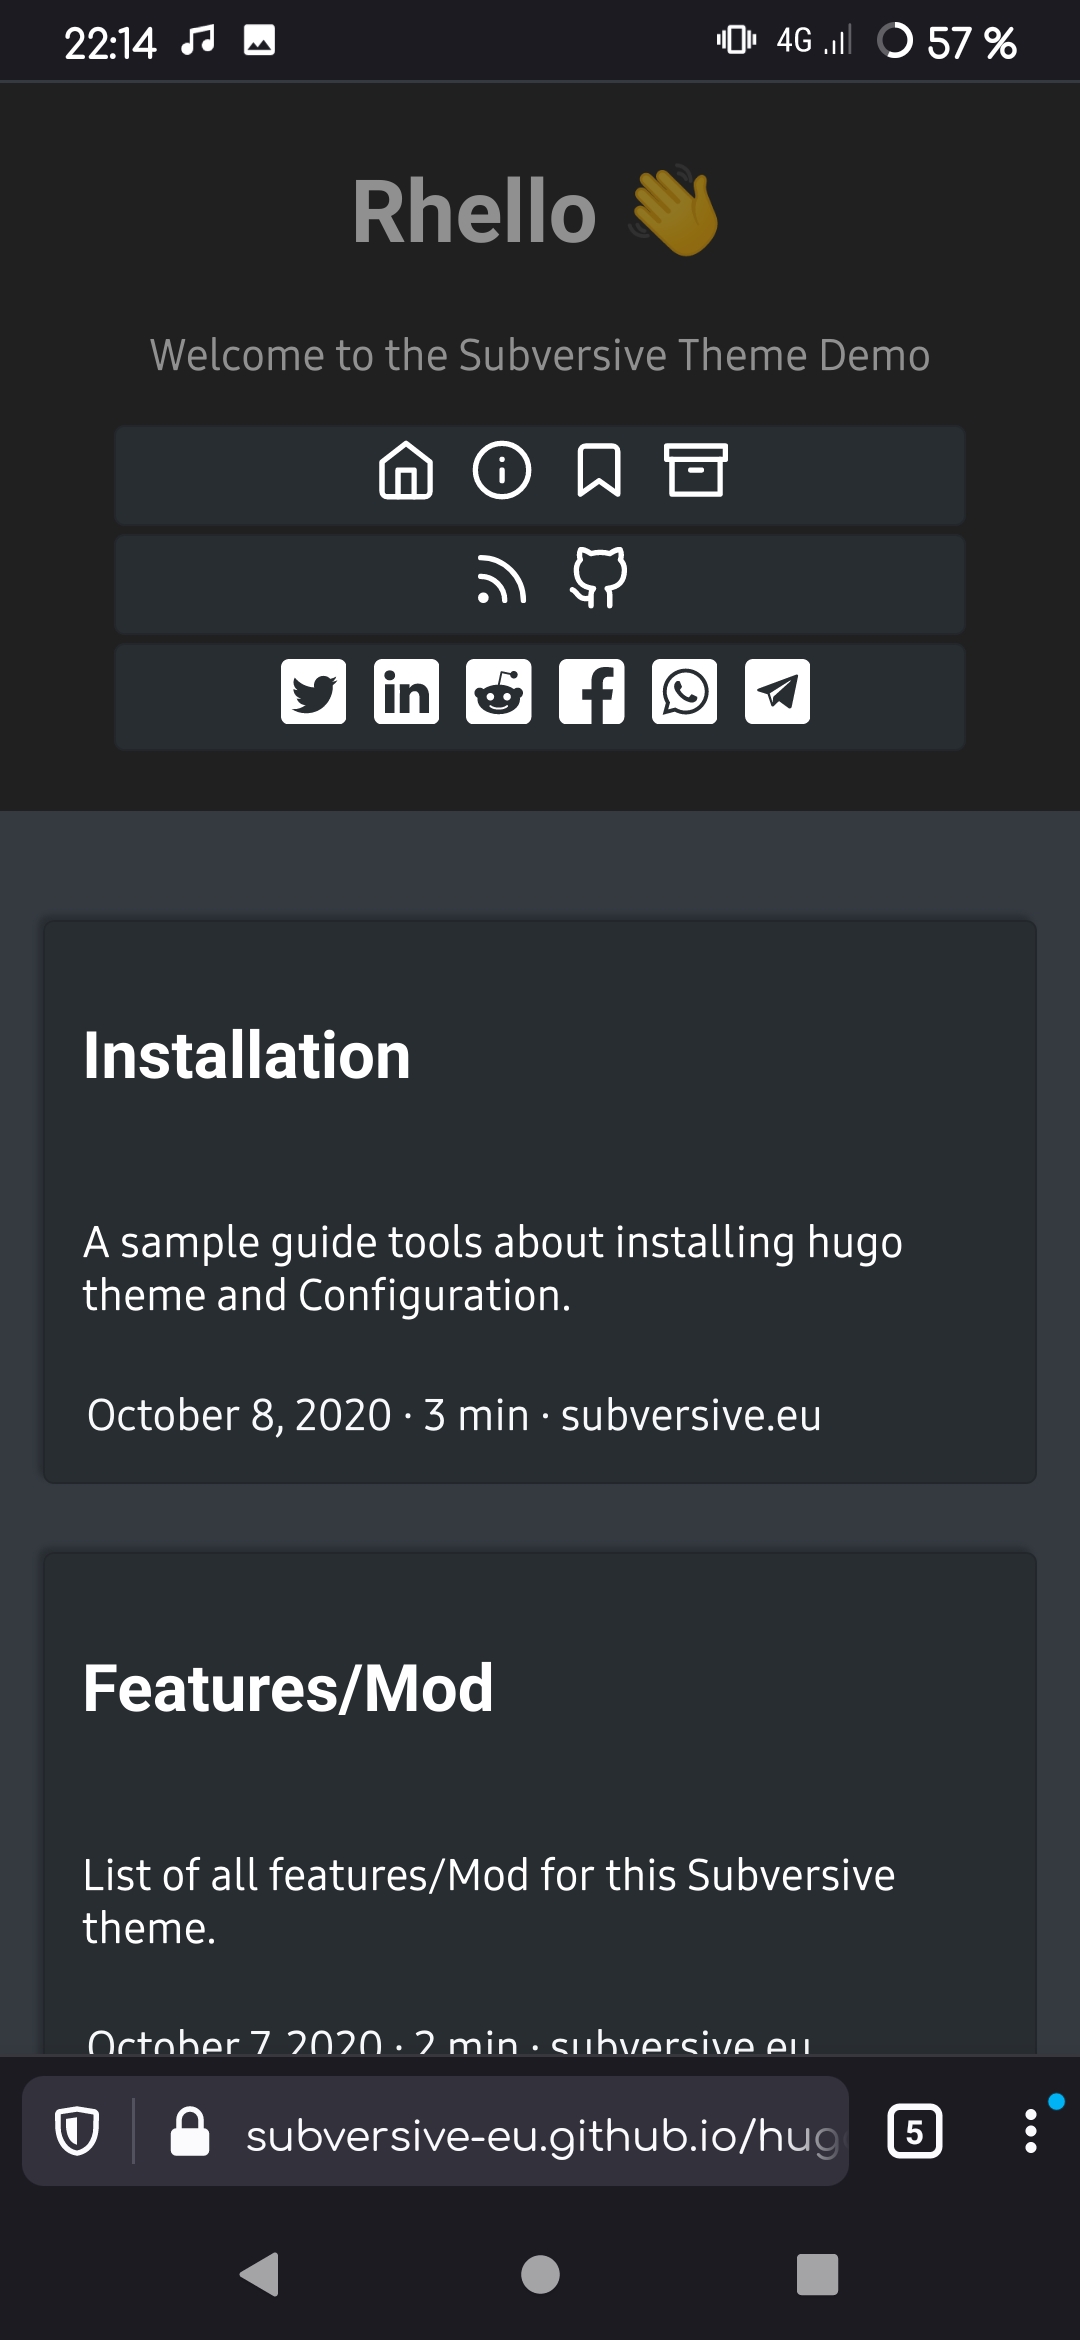 22:14 4G 57 %
Rhello 👋
Welcome to the Subversive Theme Demo
in
Installation
A sample guide tools about installing hugo
theme and Configuration.
October 8, 2020 · 3 min · subversive.eu
Features/Mod
List of all features/Mod for this Subversive
theme.
October 7, 2020 · 2 min · subversive.eu
subversive-eu.github.io/hug
5